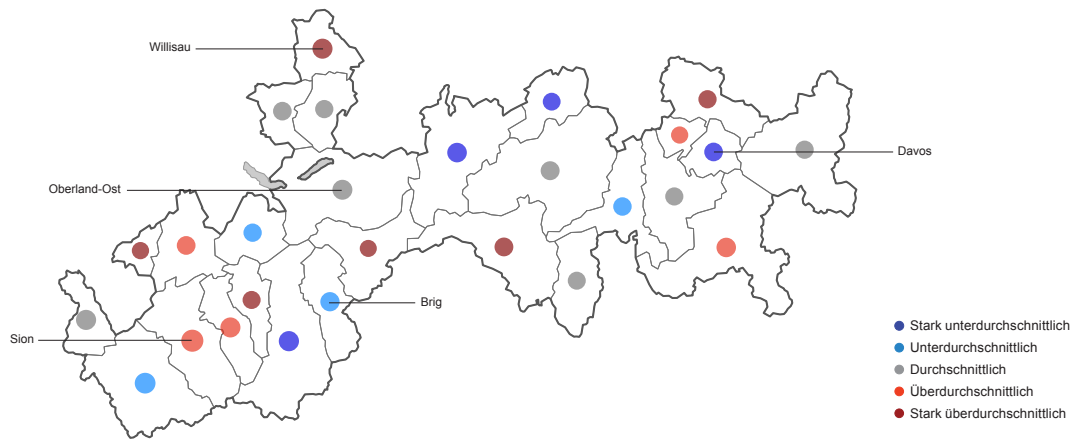 Willisau
Davos
Oberland-Ost
Brig
Sion
Stark unterdurchschnittlich
Unterdurchschnittlich
Durchschnittlich
Überdurchschnittlich
Stark überdurchschnittlich